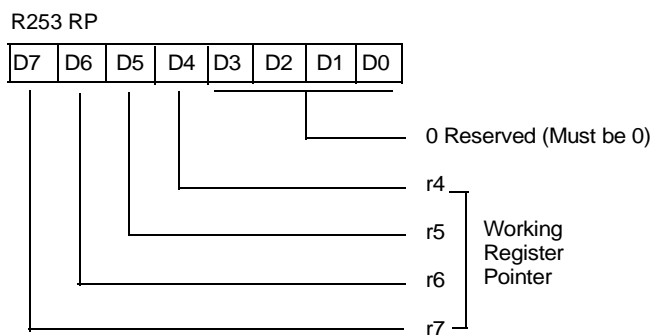 R253 RP
D7 D6 D5 D4 D3 D2 D1 D0
0 Reserved (Must be 0)
r4
r5
r6
r7
Working
Register
Pointer